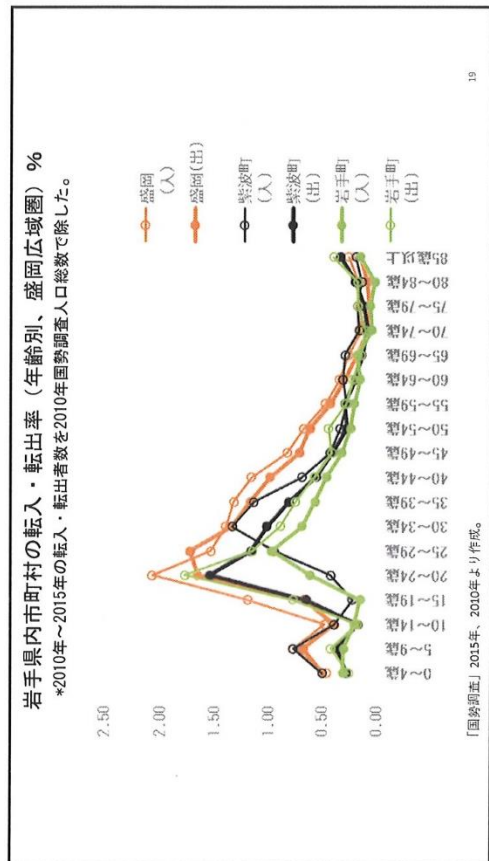 岩手県内市町村の転入・転出率（年齢別、盛岡広域圏）%
*2010年～2015年の転入・転出者数を2010年国勢調査人口総数で除した。
2.50
2.00
1.50
1.00
0.50
0.00
0～4歳
5～9歳
10～14歳
15～19歳
20～24歳
25～29歳
30～34歳
35～39歳
40～44歳
45～49歳
50～54歳
55～59歳
60～64歳
65～69歳
70～74歳
75～79歳
80～84歳
85歳以上
盛岡
(入)
盛岡(出)
紫波町
(入)
紫波町
(出)
岩手町
(入)
岩手町
(出)
「国勢調査」2015年、2010年より作成。
19